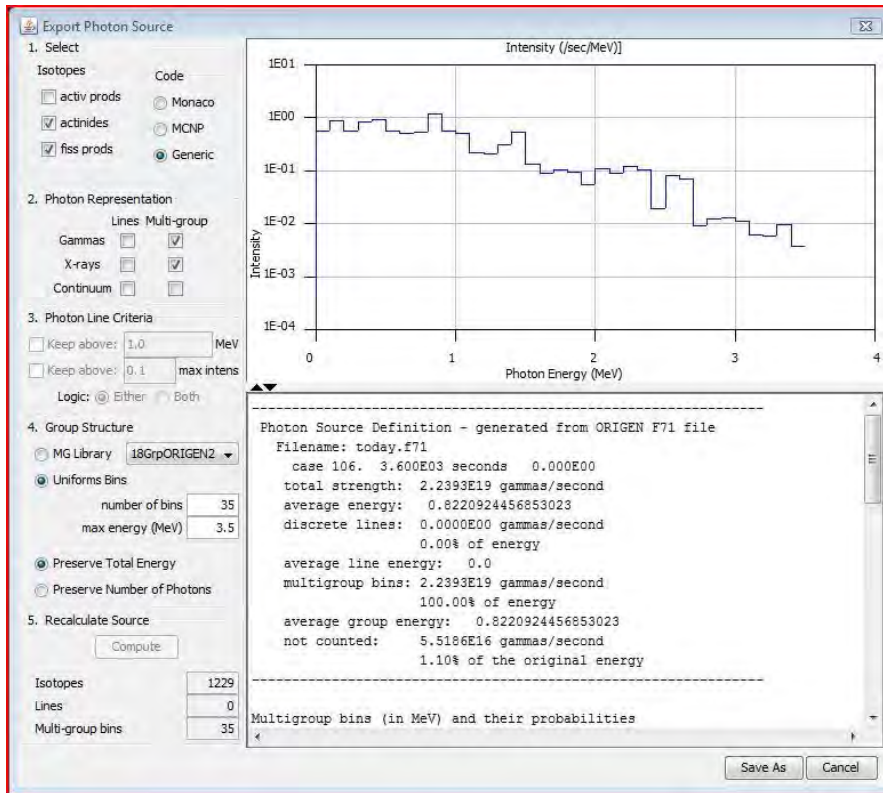 Export Photon Source
1. Select
Isotopes
Code
activ prods
Monaco
actinides
MCNP
fiss prods
Generic
2. Photon Representation
Lines Multi-group
Gammas
X-rays
Continuum
3. Photon Line Criteria
Keep above: 1.0 MeV
Keep above: 0.1 max intens
Logic: Either Both
4. Group Structure
MG Library 18GrpORIGEN2
Uniforms Bins
number of bins 35
max energy (MeV) 3.5
Preserve Total Energy
Preserve Number of Photons
5. Recalculate Source
Compute
Isotopes 1229
Lines 0
Multi-group bins 35
Intensity (/sec/MeV)]
1E01
1E00
1E-01
1E-02
1E-03
1E-04
Intensity
0 1 2 3 4
Photon Energy (MeV)
----------------------------------------------------------------
Photon Source Definition - generated from ORIGEN F71 file
Filename: today.f71
case 106. 3.600E03 seconds 0.000E00
total strength: 2.2393E19 gammas/second
average energy: 0.8220924456853023
discrete lines: 0.0000E00 gammas/second
0.00% of energy
average line energy: 0.0
multigroup bins: 2.2393E19 gammas/second
100.00% of energy
average group energy: 0.8220924456853023
not counted: 5.5186E16 gammas/second
1.10% of the original energy
----------------------------------------------------------------
Multigroup bins (in MeV) and their probabilities
Save As
Cancel